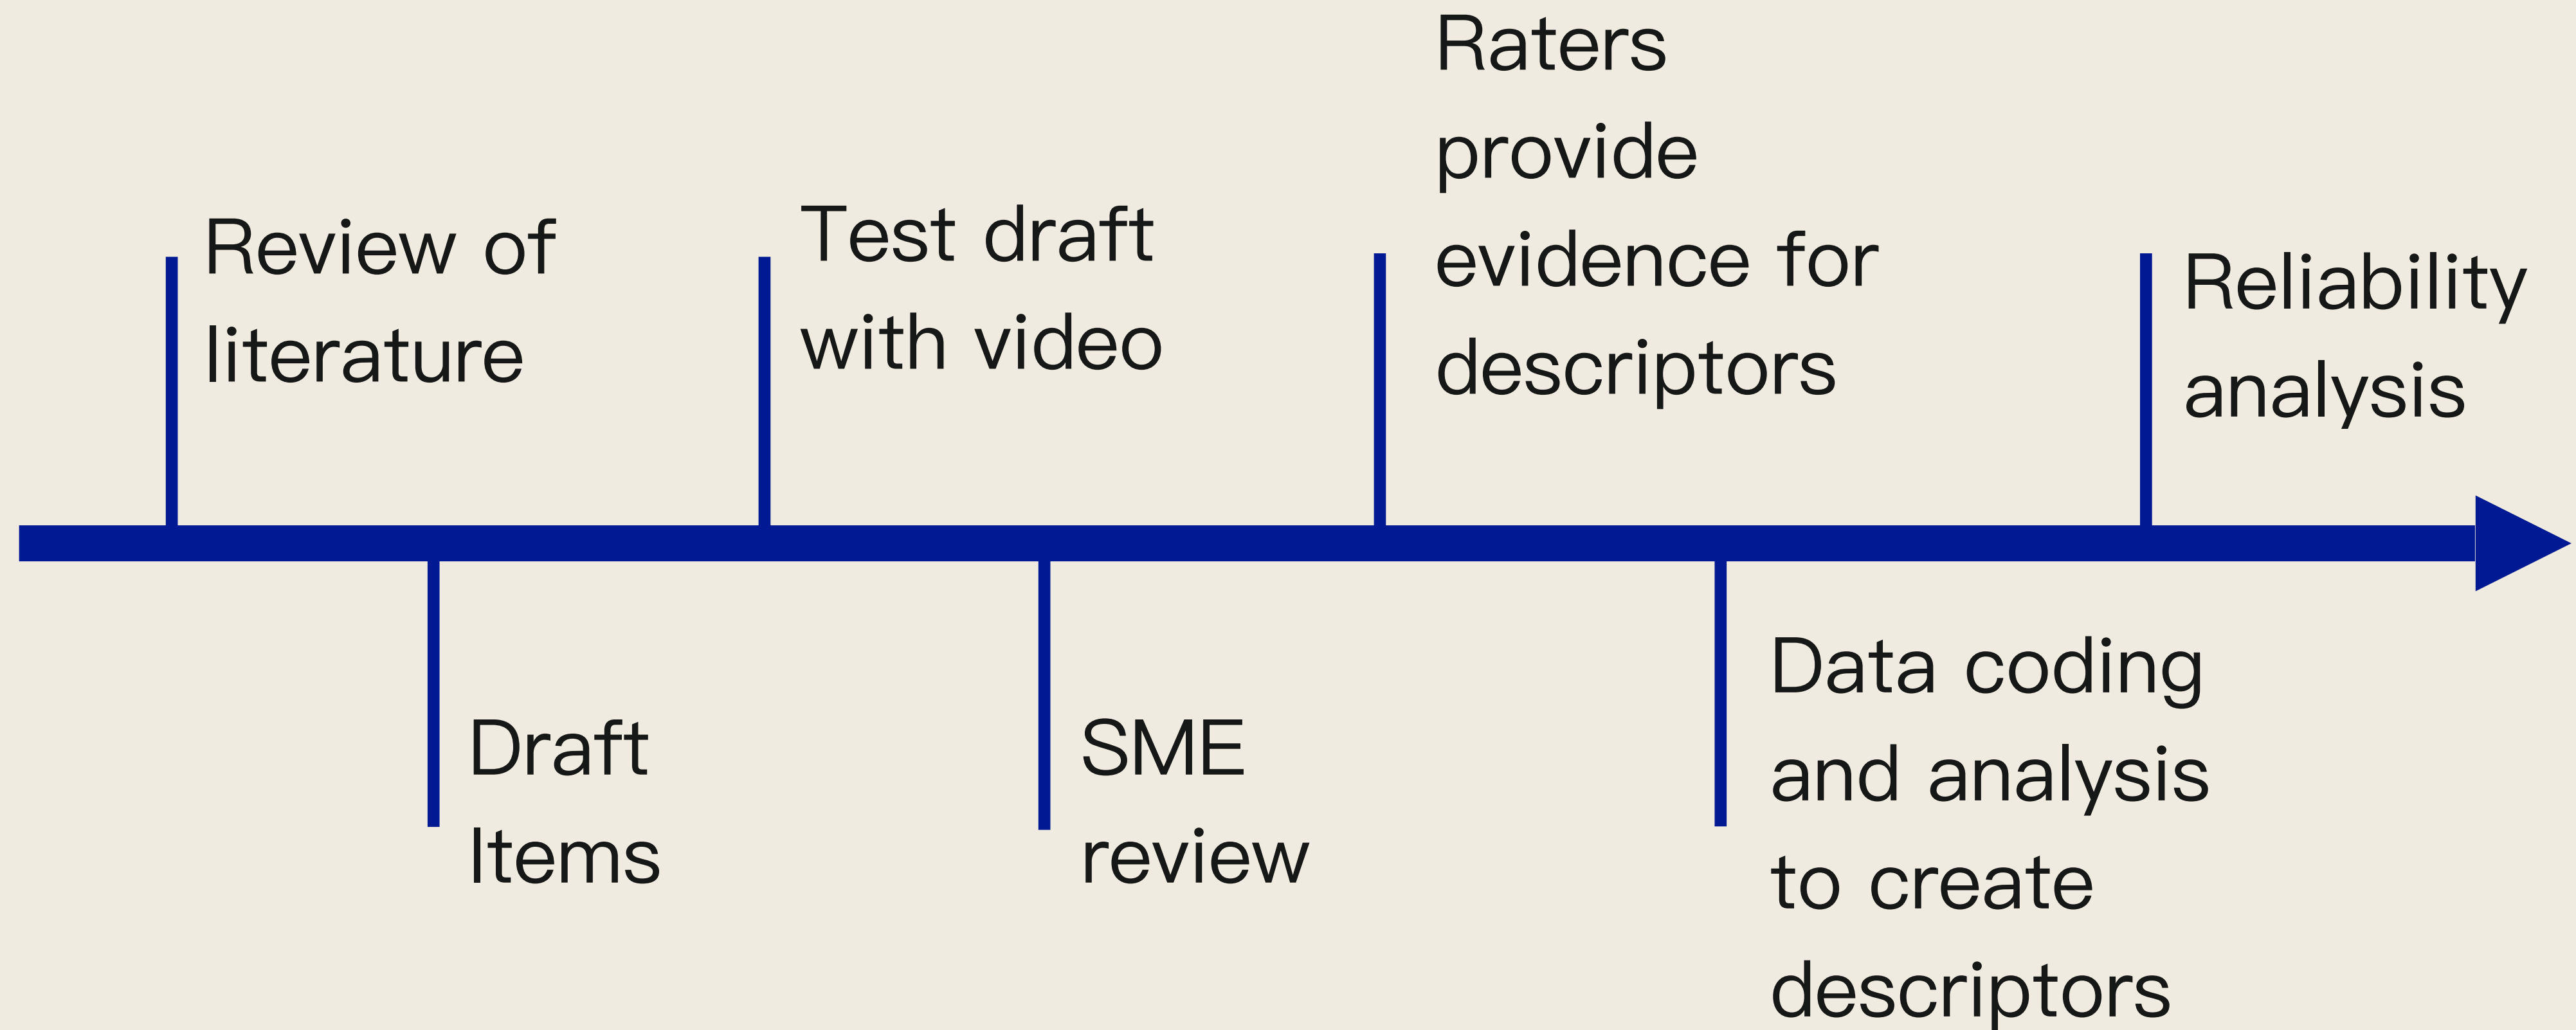 Review of
literature
Draft
Items
Test draft
with video
SME
review
Raters
provide
evidence for
descriptors
Data coding
and analysis
to create
descriptors
Reliability
analysis